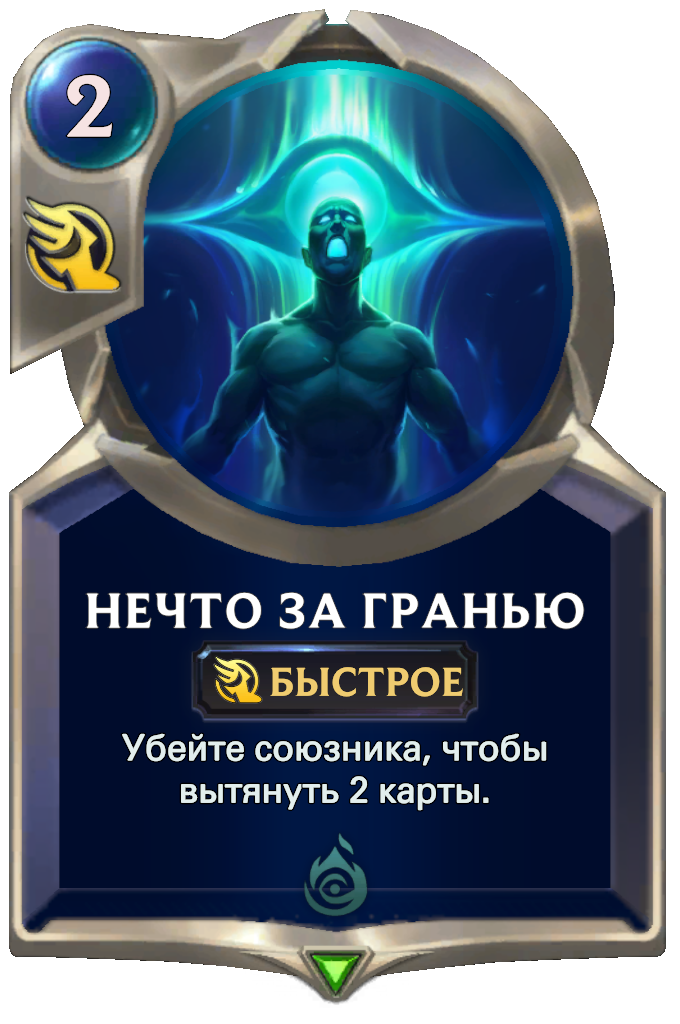 2
НЕЧТО ЗА ГРАНЬЮ
БЫСТРОЕ
Убейте союзника, чтобы
вытянуть 2 карты.